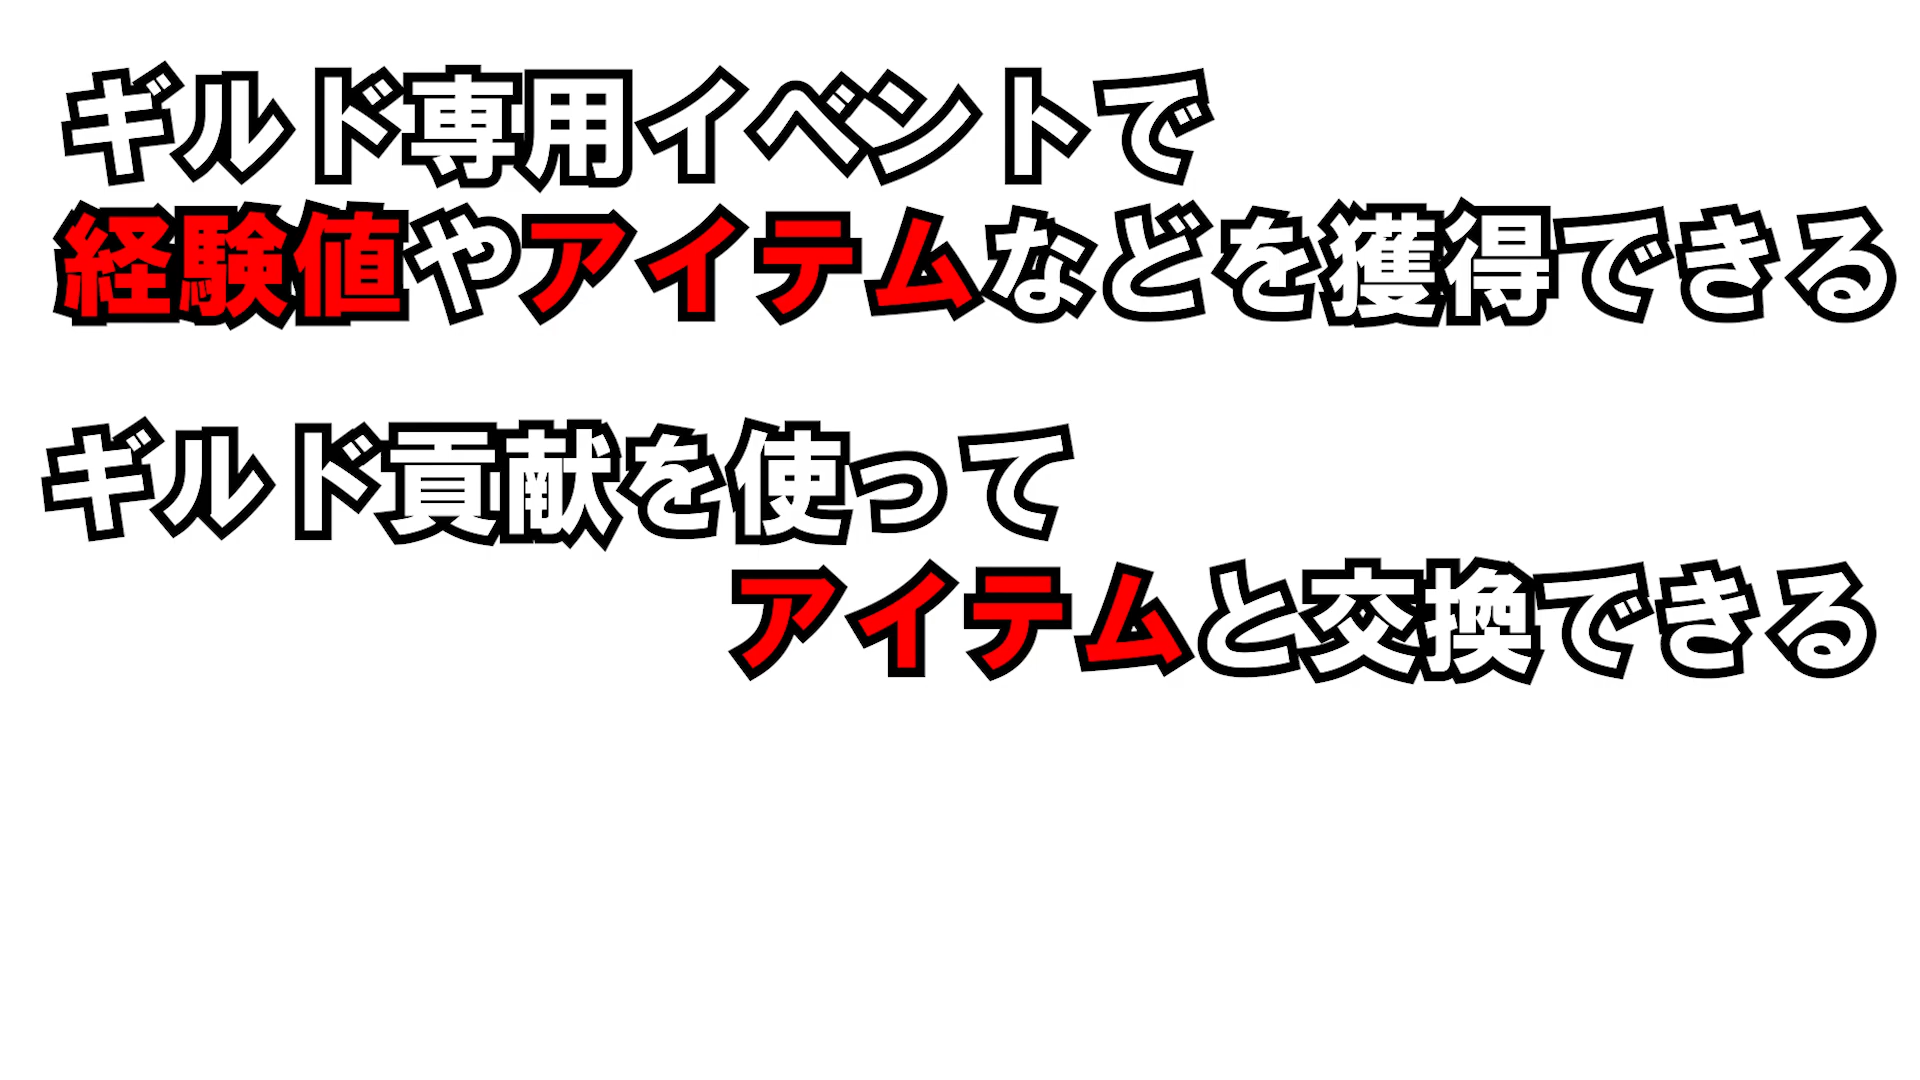 ギルド専用イベントで
経験値やアイテムなどを獲得できる
ギルド貢献を使って
アイテムと交換できる